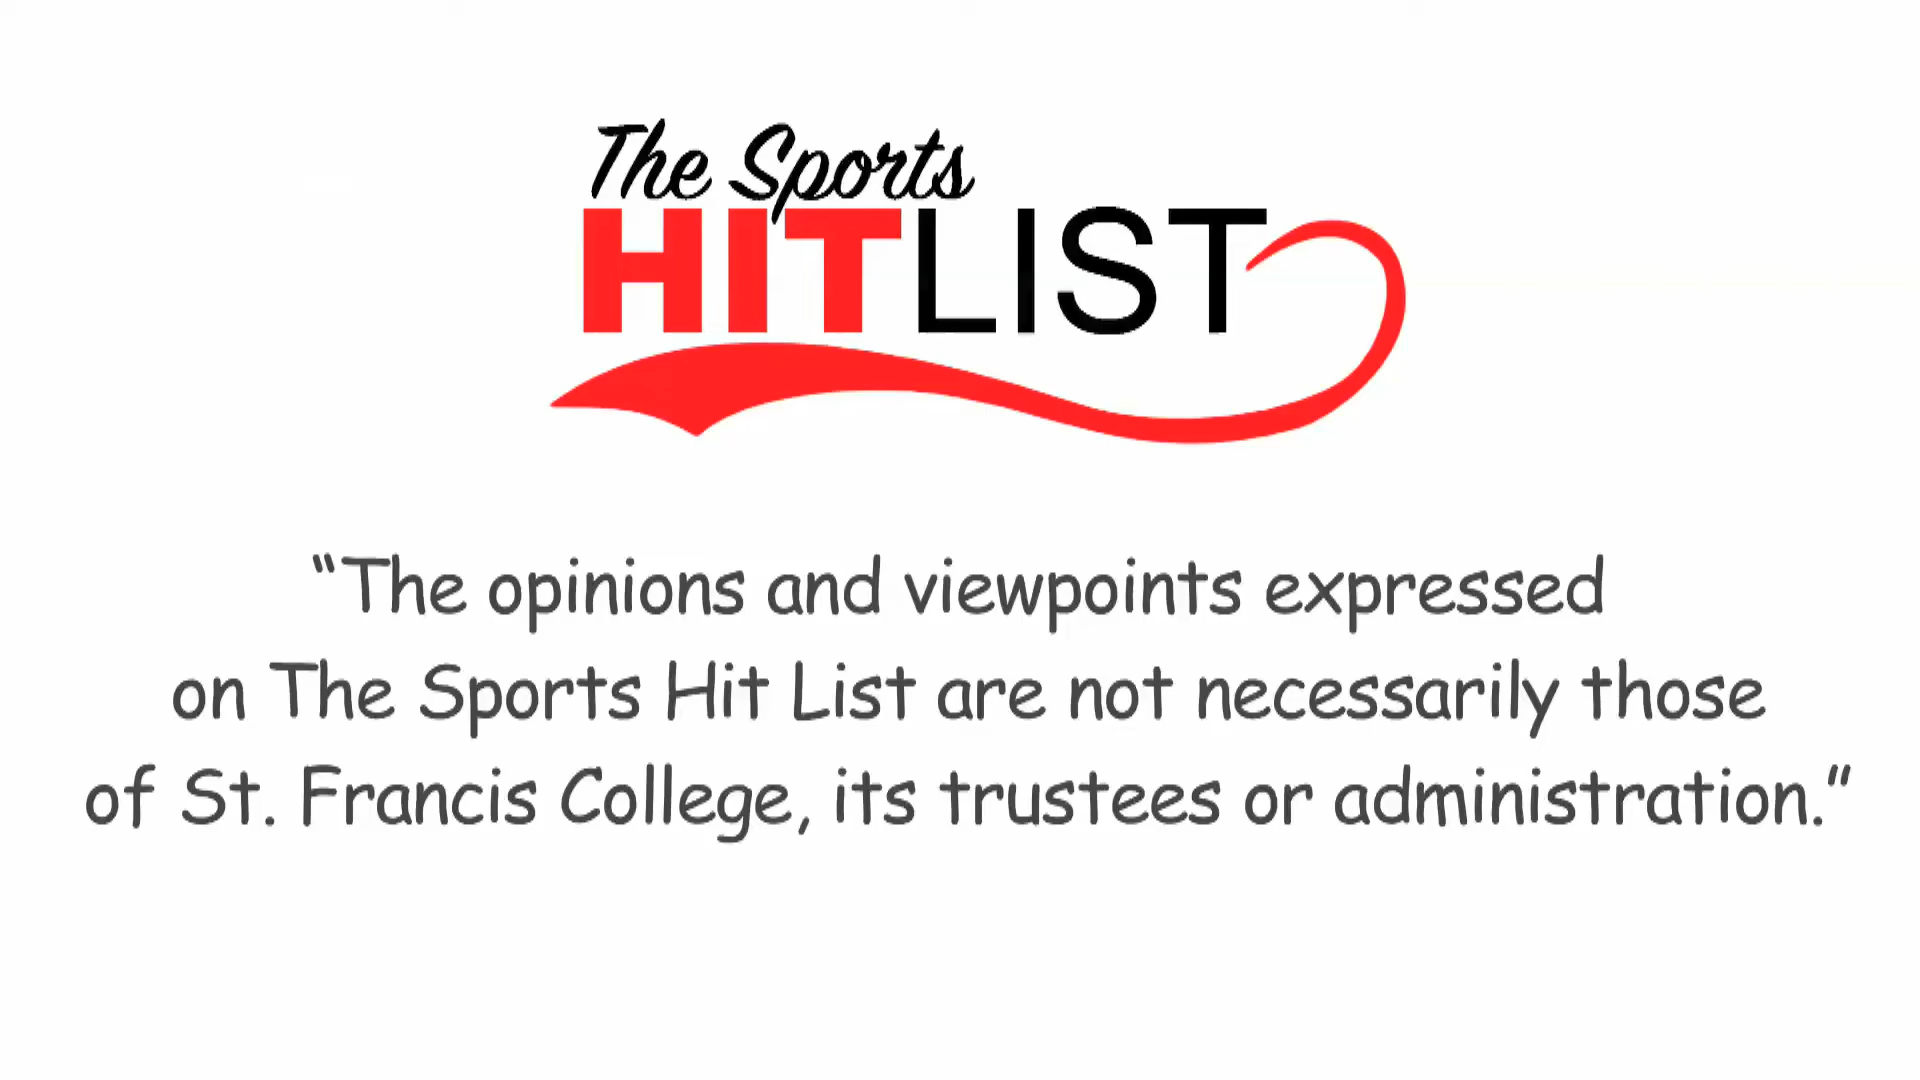 The Sports
HITLIST
“The opinions and viewpoints expressed
on The Sports Hit List are not necessarily those
of St. Francis College, its trustees or administration.”